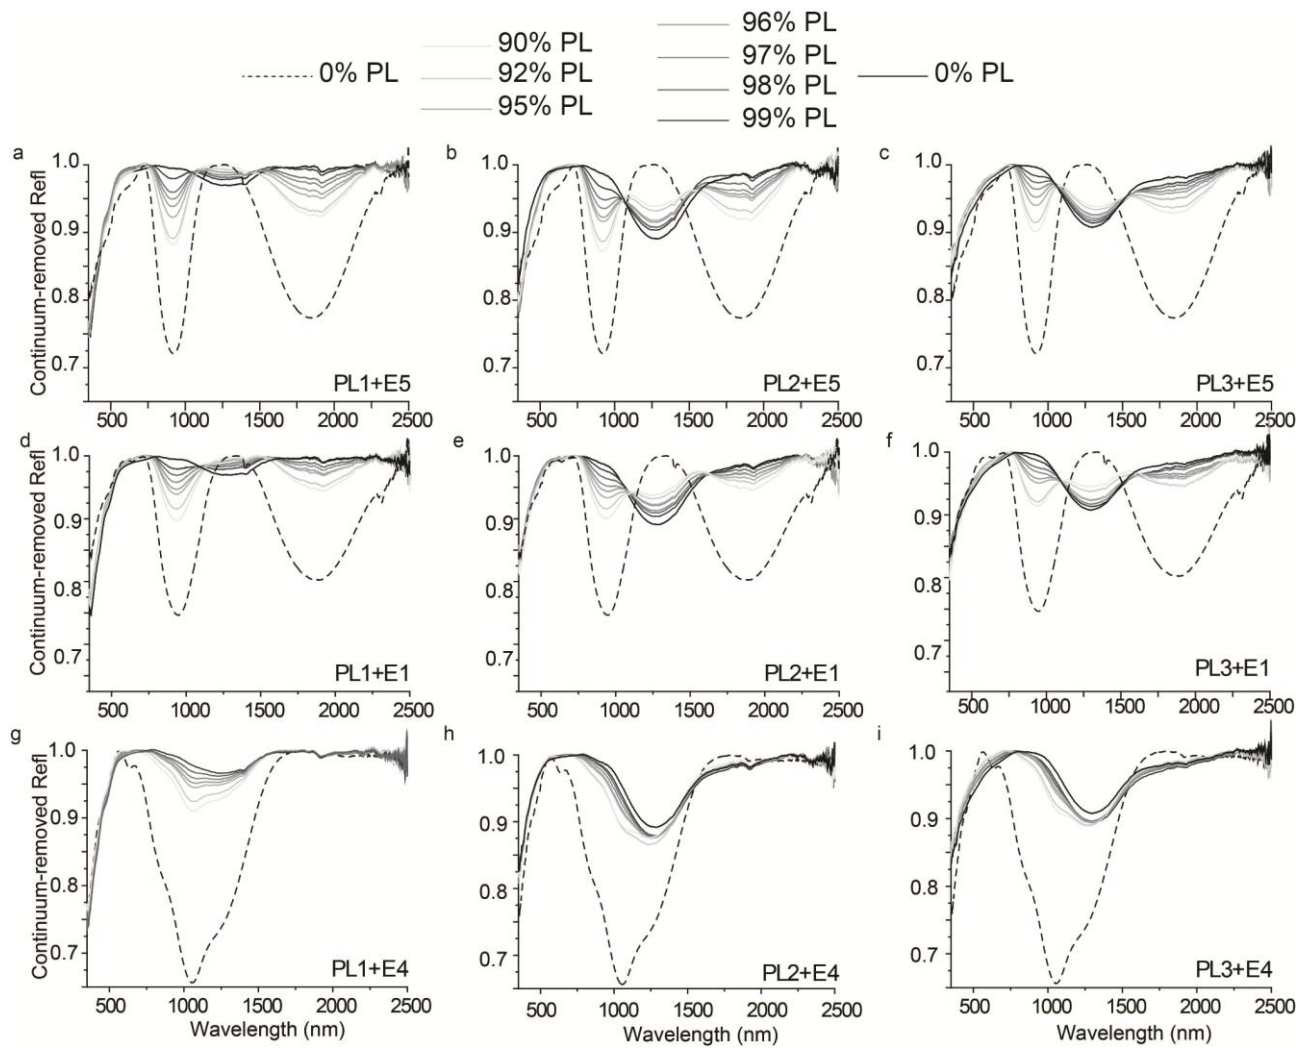 0% PL
90% PL
92% PL
95% PL
96% PL
97% PL
98% PL
99% PL
0% PL
a
Continuum-removed Refl
1.0
0.9
0.8
0.7
PL1+E5
500 1000 1500 2000 2500
b
1.0
0.9
0.8
0.7
PL2+E5
500 1000 1500 2000 2500
c
1.0
0.9
0.8
0.7
PL3+E5
500 1000 1500 2000 2500
d
Continuum-removed Refl
1.0
0.9
0.8
0.7
PL1+E1
500 1000 1500 2000 2500
e
1.0
0.9
0.8
0.7
PL2+E1
500 1000 1500 2000 2500
f
1.0
0.9
0.8
0.7
PL3+E1
500 1000 1500 2000 2500
g
Continuum-removed Refl
1.0
0.9
0.8
0.7
PL1+E4
500 1000 1500 2000 2500
Wavelength (nm)
h
1.0
0.9
0.8
0.7
PL2+E4
500 1000 1500 2000 2500
Wavelength (nm)
i
1.0
0.9
0.8
0.7
PL3+E4
500 1000 1500 2000 2500
Wavelength (nm)